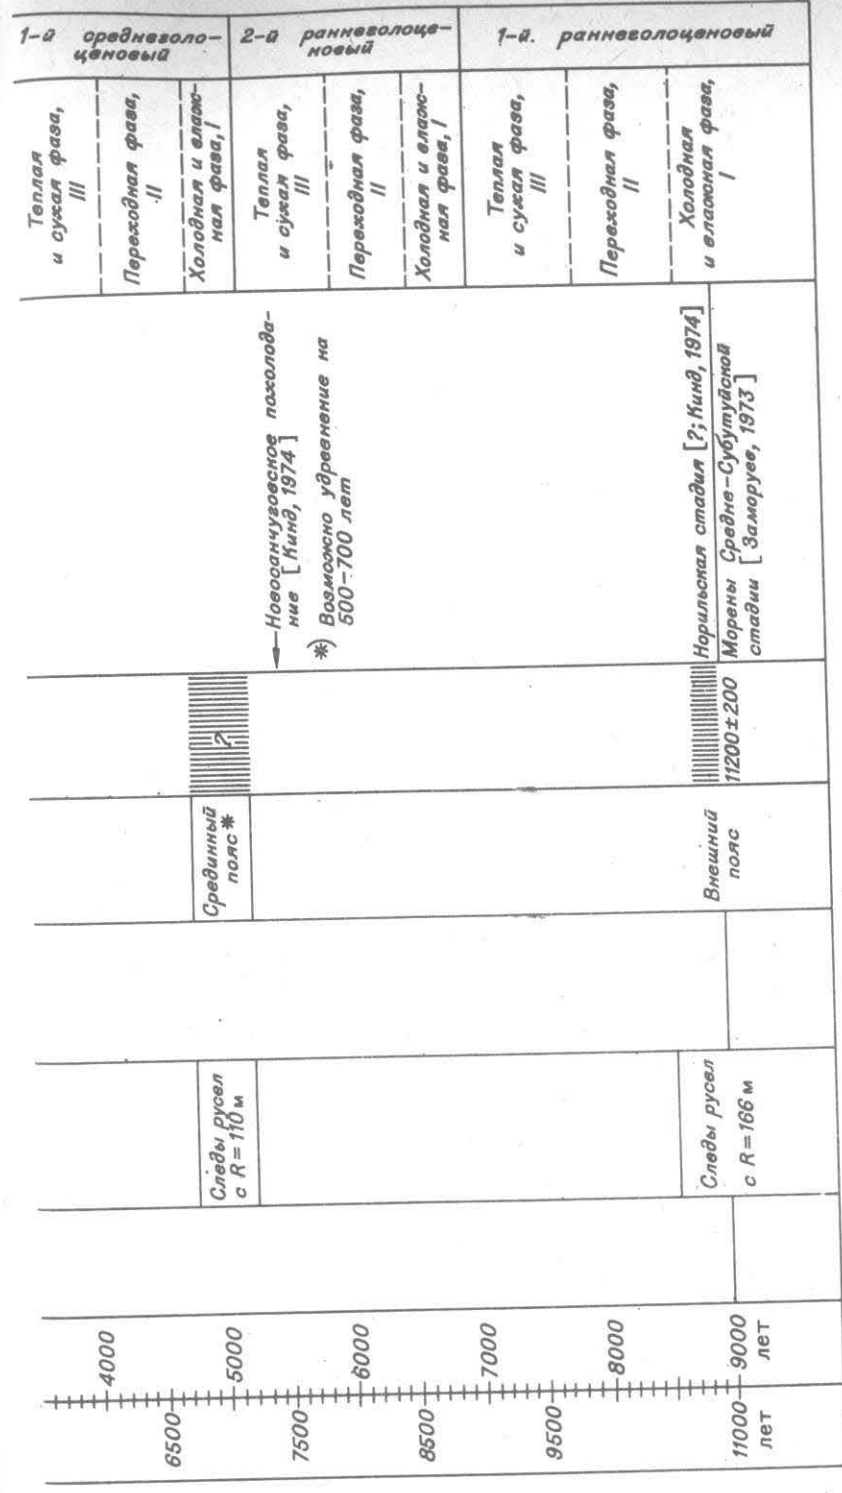 1-й среднеголо-
ценовый
2-й раннеголоце-
новый
1-й. раннеголоценовый
Теплая
и сухая фаза,
III
Переходная фаза,
II
Холодная и влаж-
ная фаза, I
Теплая
и сухая фаза,
III
Переходная фаза,
II
Холодная и влаж-
ная фаза, I
Теплая
и сухая фаза,
III
Переходная фаза,
II
Холодная
и влажная фаза,
I
Новосанчуговское похолода-
ние [Кинд, 1974]
*) Возможно удревнение на
500-700 лет
Норильская стадия [?; Кинд, 1974]
Морены Средне-Субутуйской
стадии [Заморуев, 1973]
?
11200±200
Срединный
пояс*
Внешний
пояс
Следы русел
с R=110 м
Следы русел
с R=166 м
4000
5000
6000
7000
8000
9000
лет
6500
7500
8500
9500
11000
лет